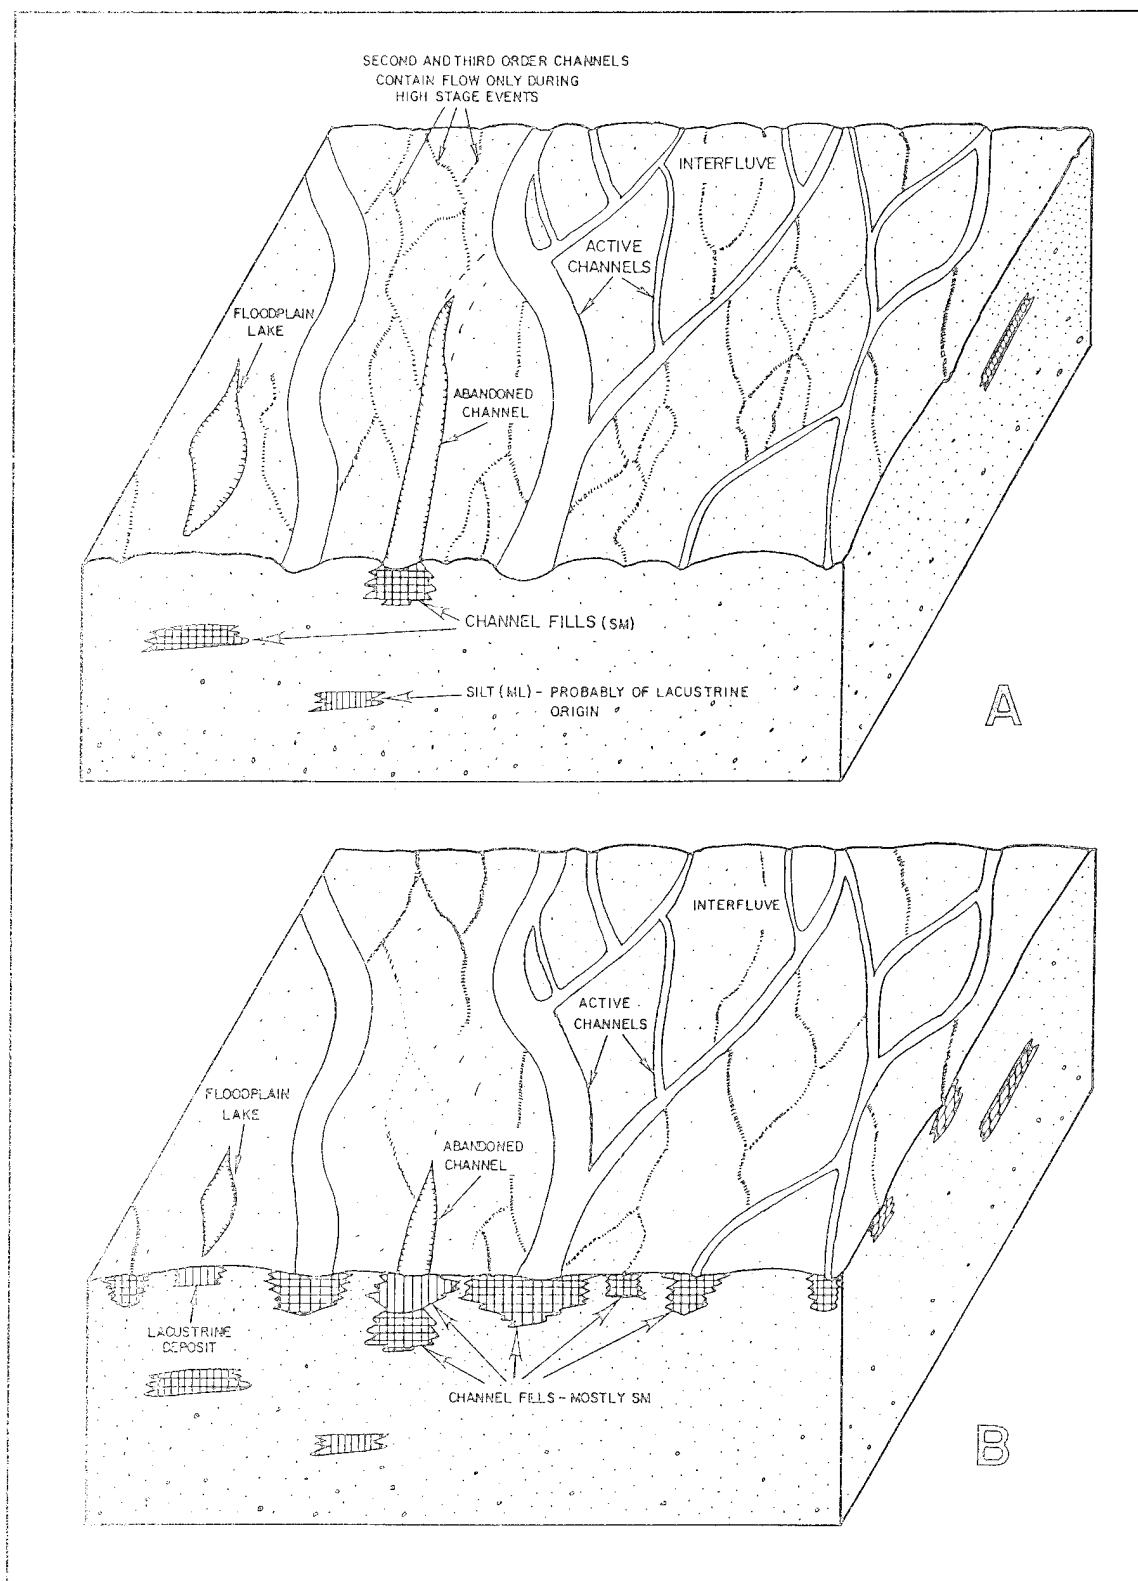 SECOND AND THIRD ORDER CHANNELS
CONTAIN FLOW ONLY DURING
HIGH STAGE EVENTS
INTERFLUVE
ACTIVE
CHANNELS
FLOODPLAIN
LAKE
ABANDONED
CHANNEL
CHANNEL FILLS (SM)
SILT (ML) - PROBABLY OF LACUSTRINE
ORIGIN
A
INTERFLUVE
ACTIVE
CHANNELS
FLOODPLAIN
LAKE
ABANDONED
CHANNEL
LACUSTRINE
DEPOSIT
CHANNEL FILLS - MOSTLY SM
B